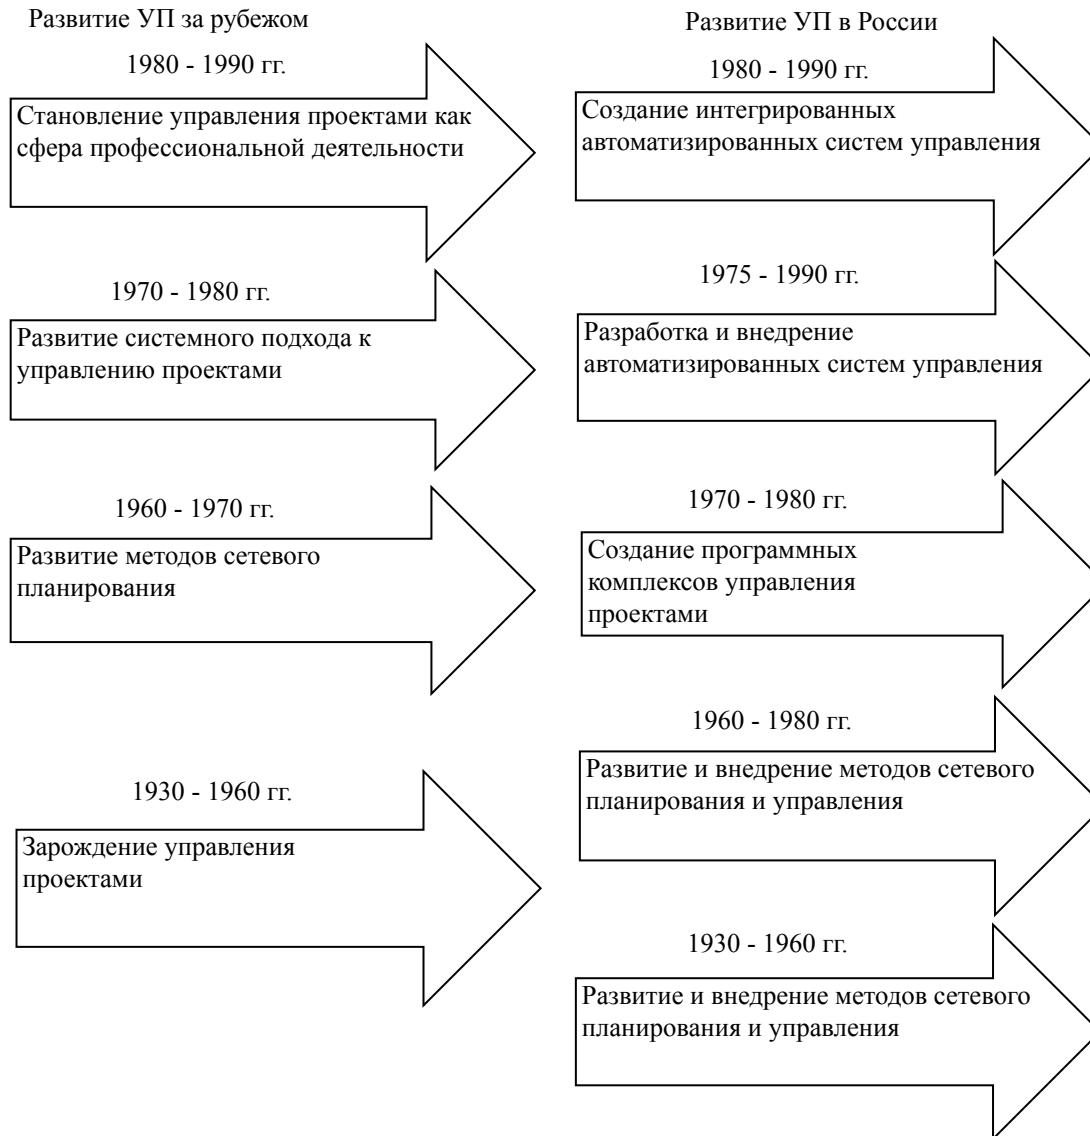 Развитие УП за рубежом
1980 - 1990 гг.
Становление управления проектами как
сфера профессиональной деятельности
1970 - 1980 гг.
Развитие системного подхода к
управлению проектами
1960 - 1970 гг.
Развитие методов сетевого
планирования
1930 - 1960 гг.
Зарождение управления
проектами
Развитие УП в России
1980 - 1990 гг.
Создание интегрированных
автоматизированных систем управления
1975 - 1990 гг.
Разработка и внедрение
автоматизированных систем управления
1970 - 1980 гг.
Создание программных
комплексов управления
проектами
1960 - 1980 гг.
Развитие и внедрение методов сетевого
планирования и управления
1930 - 1960 гг.
Развитие и внедрение методов сетевого
планирования и управления